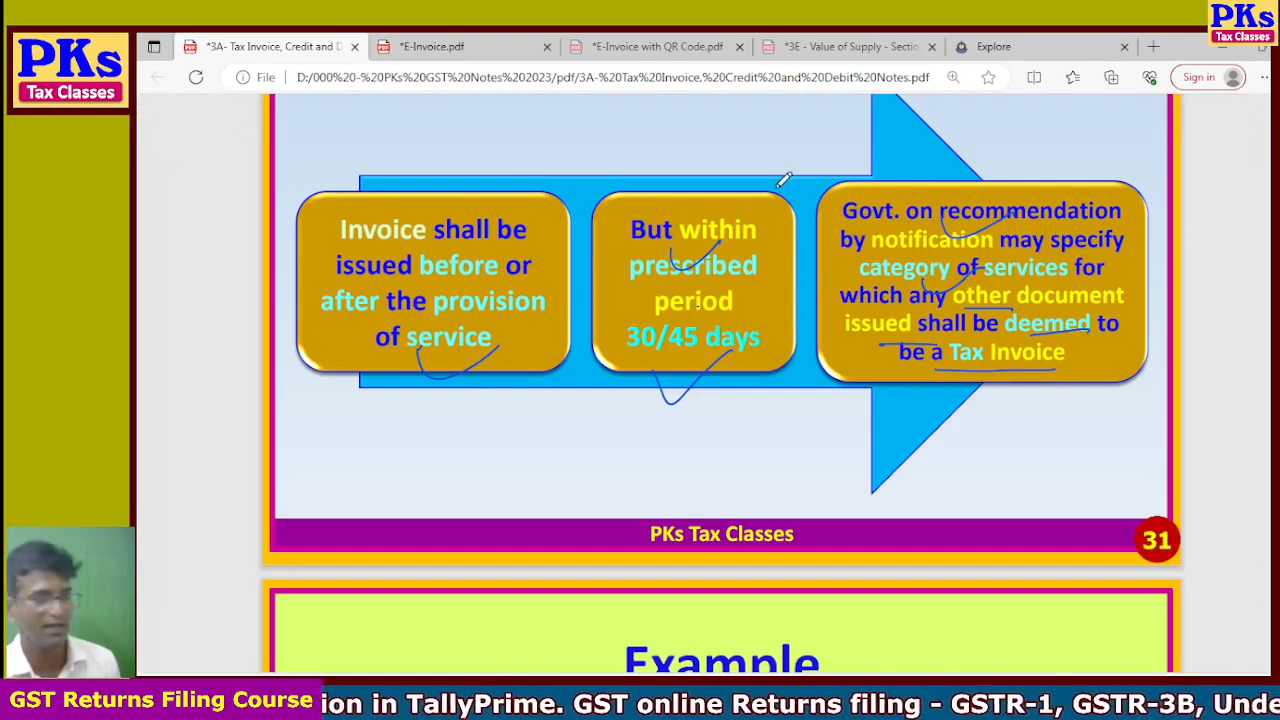 PKs
Tax Classes
PKs
Tax Classes
*3A- Tax Invoice, Credit and D
*E-Invoice.pdf
*E-Invoice with QR Code.pdf
*3E - Value of Supply - Sectio
Explore
File
D:/000%20-%20PKs%20GST%20Notes%202023/pdf/3A-%20Tax%20Invoice,%20Credit%20and%20Debit%20Notes.pdf
Sign in
Invoice shall be
issued before or
after the provision
of service
But within
prescribed
period
30/45 days
Govt. on recommendation
by notification may specify
category of services for
which any other document
issued shall be deemed to
be a Tax Invoice
PKs Tax Classes
31
Example
GST Returns Filing Course
ion in TallyPrime. GST online Returns filing - GSTR-1, GSTR-3B, Unde